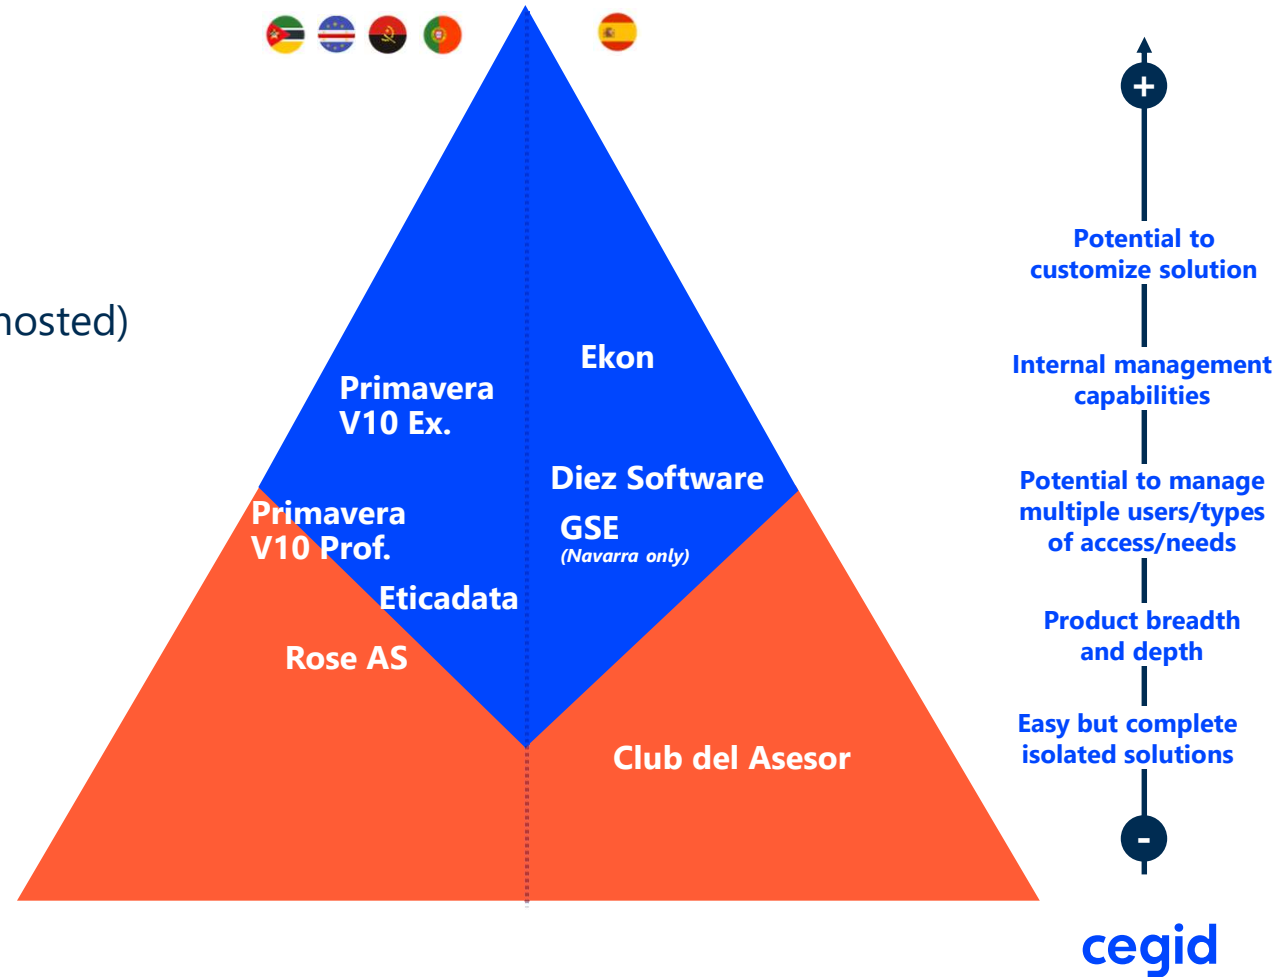 hosted)
Primavera
V10 Ex.
Primavera
V10 Prof.
Eticadata
Rose AS
Ekon
Diez Software
GSE
(Navarra only)
Club del Asesor
+
Potential to
customize solution
Internal management
capabilities
Potential to manage
multiple users/types
of access/needs
Product breadth
and depth
Easy but complete
isolated solutions
-
cegid